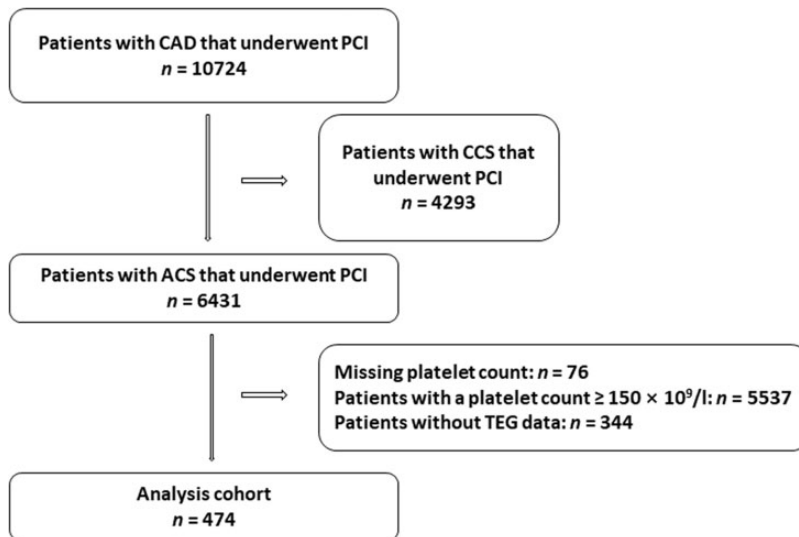 Patients with CAD that underwent PCI
n = 10724
Patients with CCS that
underwent PCI
n = 4293
Patients with ACS that underwent PCI
n = 6431
Missing platelet count: n = 76
Patients with a platelet count ≥ 150 × 10⁹/l: n = 5537
Patients without TEG data: n = 344
Analysis cohort
n = 474